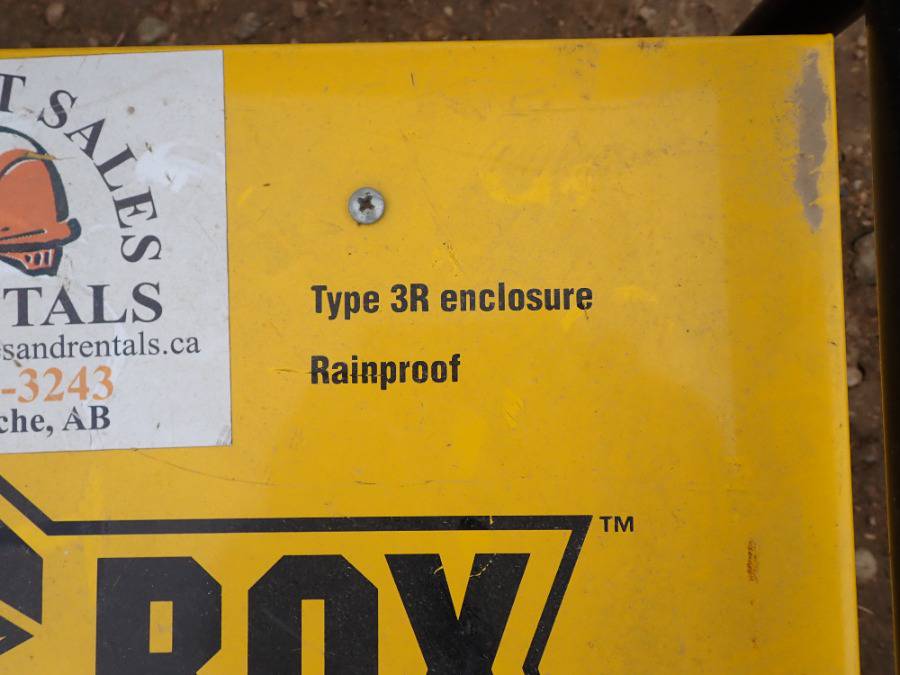 T SALES
TALS
sandrentals.ca
-3243
che, AB
Type 3R enclosure
Rainproof
TM
BOX